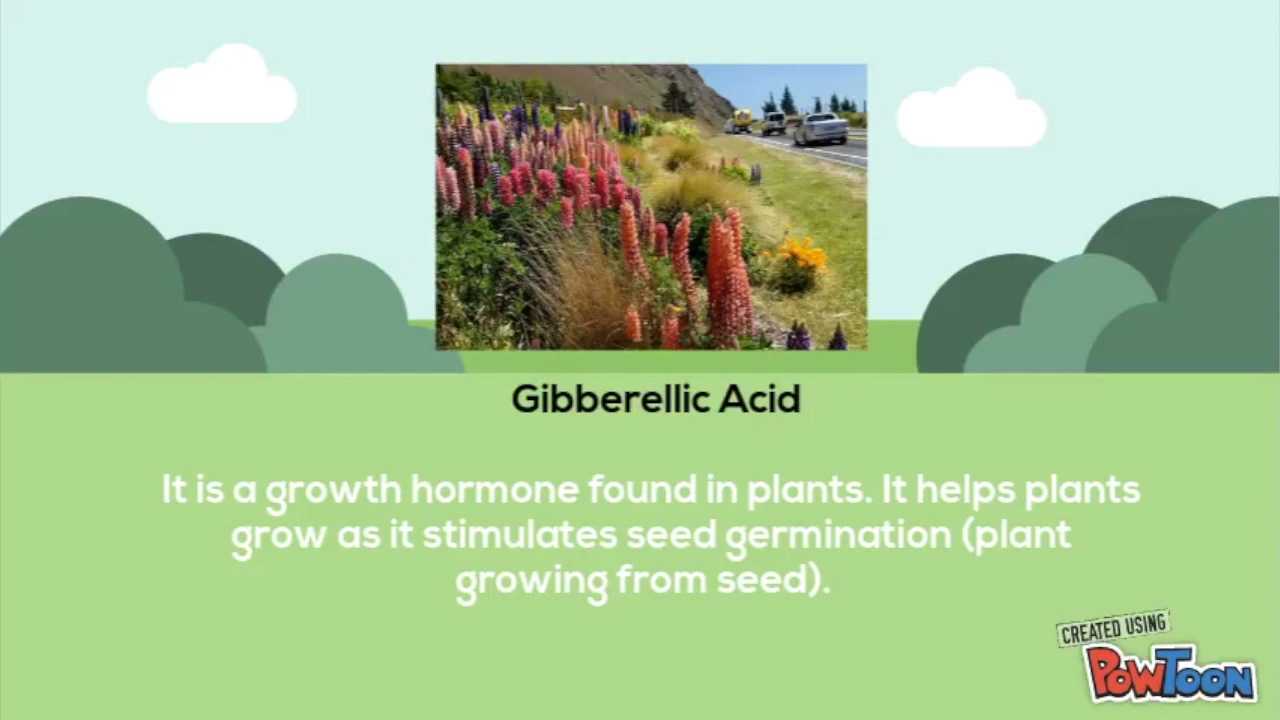 Gibberellic Acid
It is a growth hormone found in plants. It helps plants
grow as it stimulates seed germination (plant
growing from seed).
CREATED USING
POWTOON